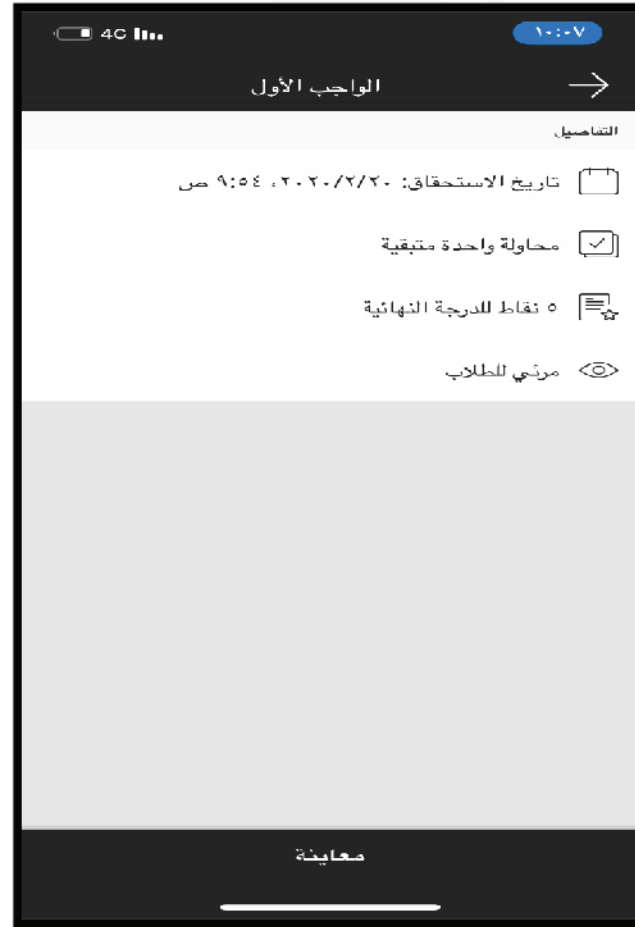 ١٠:٠٧ 4G
الواجب الأول
التفاصيل
تاريخ الاستحقاق: ٢٠٢٠/٢/٢٠، ٩:٥٤ ص
محاولة واحدة متبقية
٥ نقاط للدرجة النهائية
مرئي للطلاب
معاينة